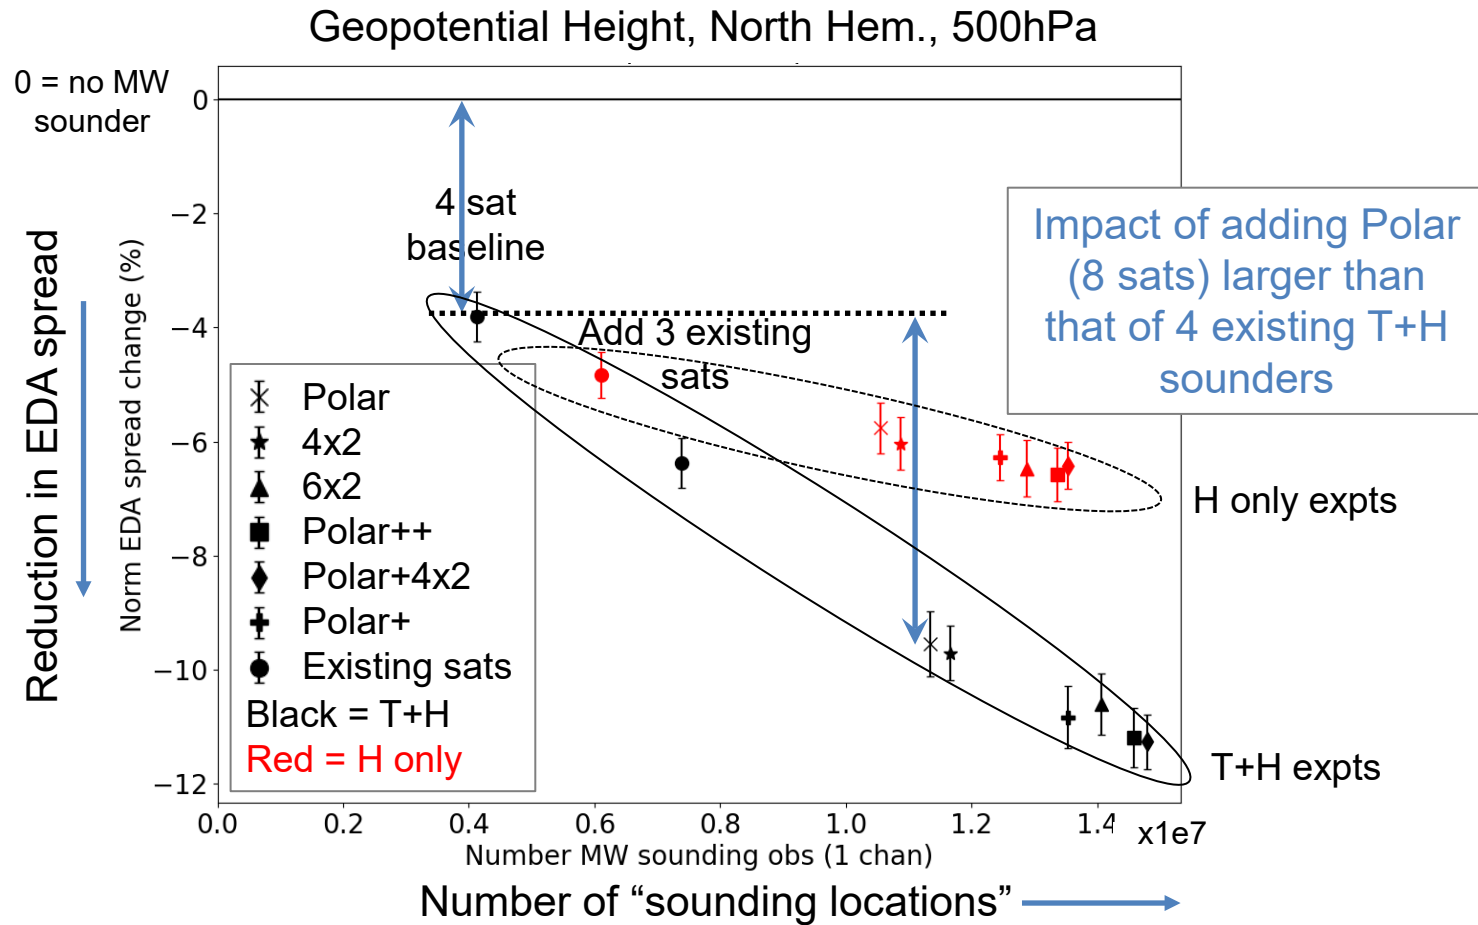 Geopotential Height, North Hem., 500hPa
0 = no MW
sounder
0
−2
−4
−6
−8
−10
−12
Reduction in EDA spread
Norm EDA spread change (%)
4 sat
baseline
Add 3 existing
sats
Impact of adding Polar
(8 sats) larger than
that of 4 existing T+H
sounders
Polar
4x2
6x2
Polar++
Polar+4x2
Polar+
Existing sats
Black = T+H
Red = H only
H only expts
T+H expts
0.0 0.2 0.4 0.6 0.8 1.0 1.2 1.4 x1e7
Number MW sounding obs (1 chan)
Number of “sounding locations”